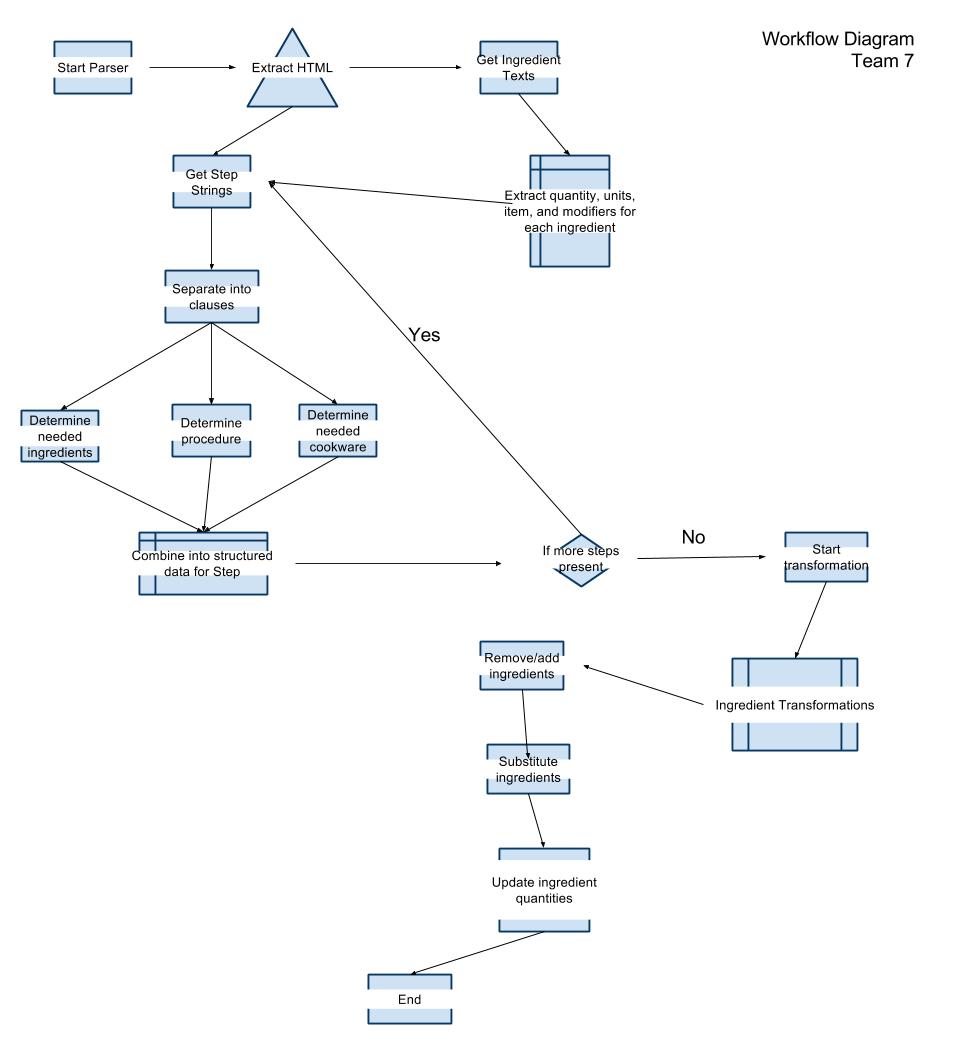 Workflow Diagram
Team 7
Start Parser
Extract HTML
Get Ingredient
Texts
Get Step
Strings
Extract quantity, units,
item, and modifiers for
each ingredient
Separate into
clauses
Yes
Determine
needed
ingredients
Determine
procedure
Determine
needed
cookware
Combine into structured
data for Step
If more steps
present
No
Start
transformation
Ingredient Transformations
Remove/add
ingredients
Substitute
ingredients
Update ingredient
quantities
End